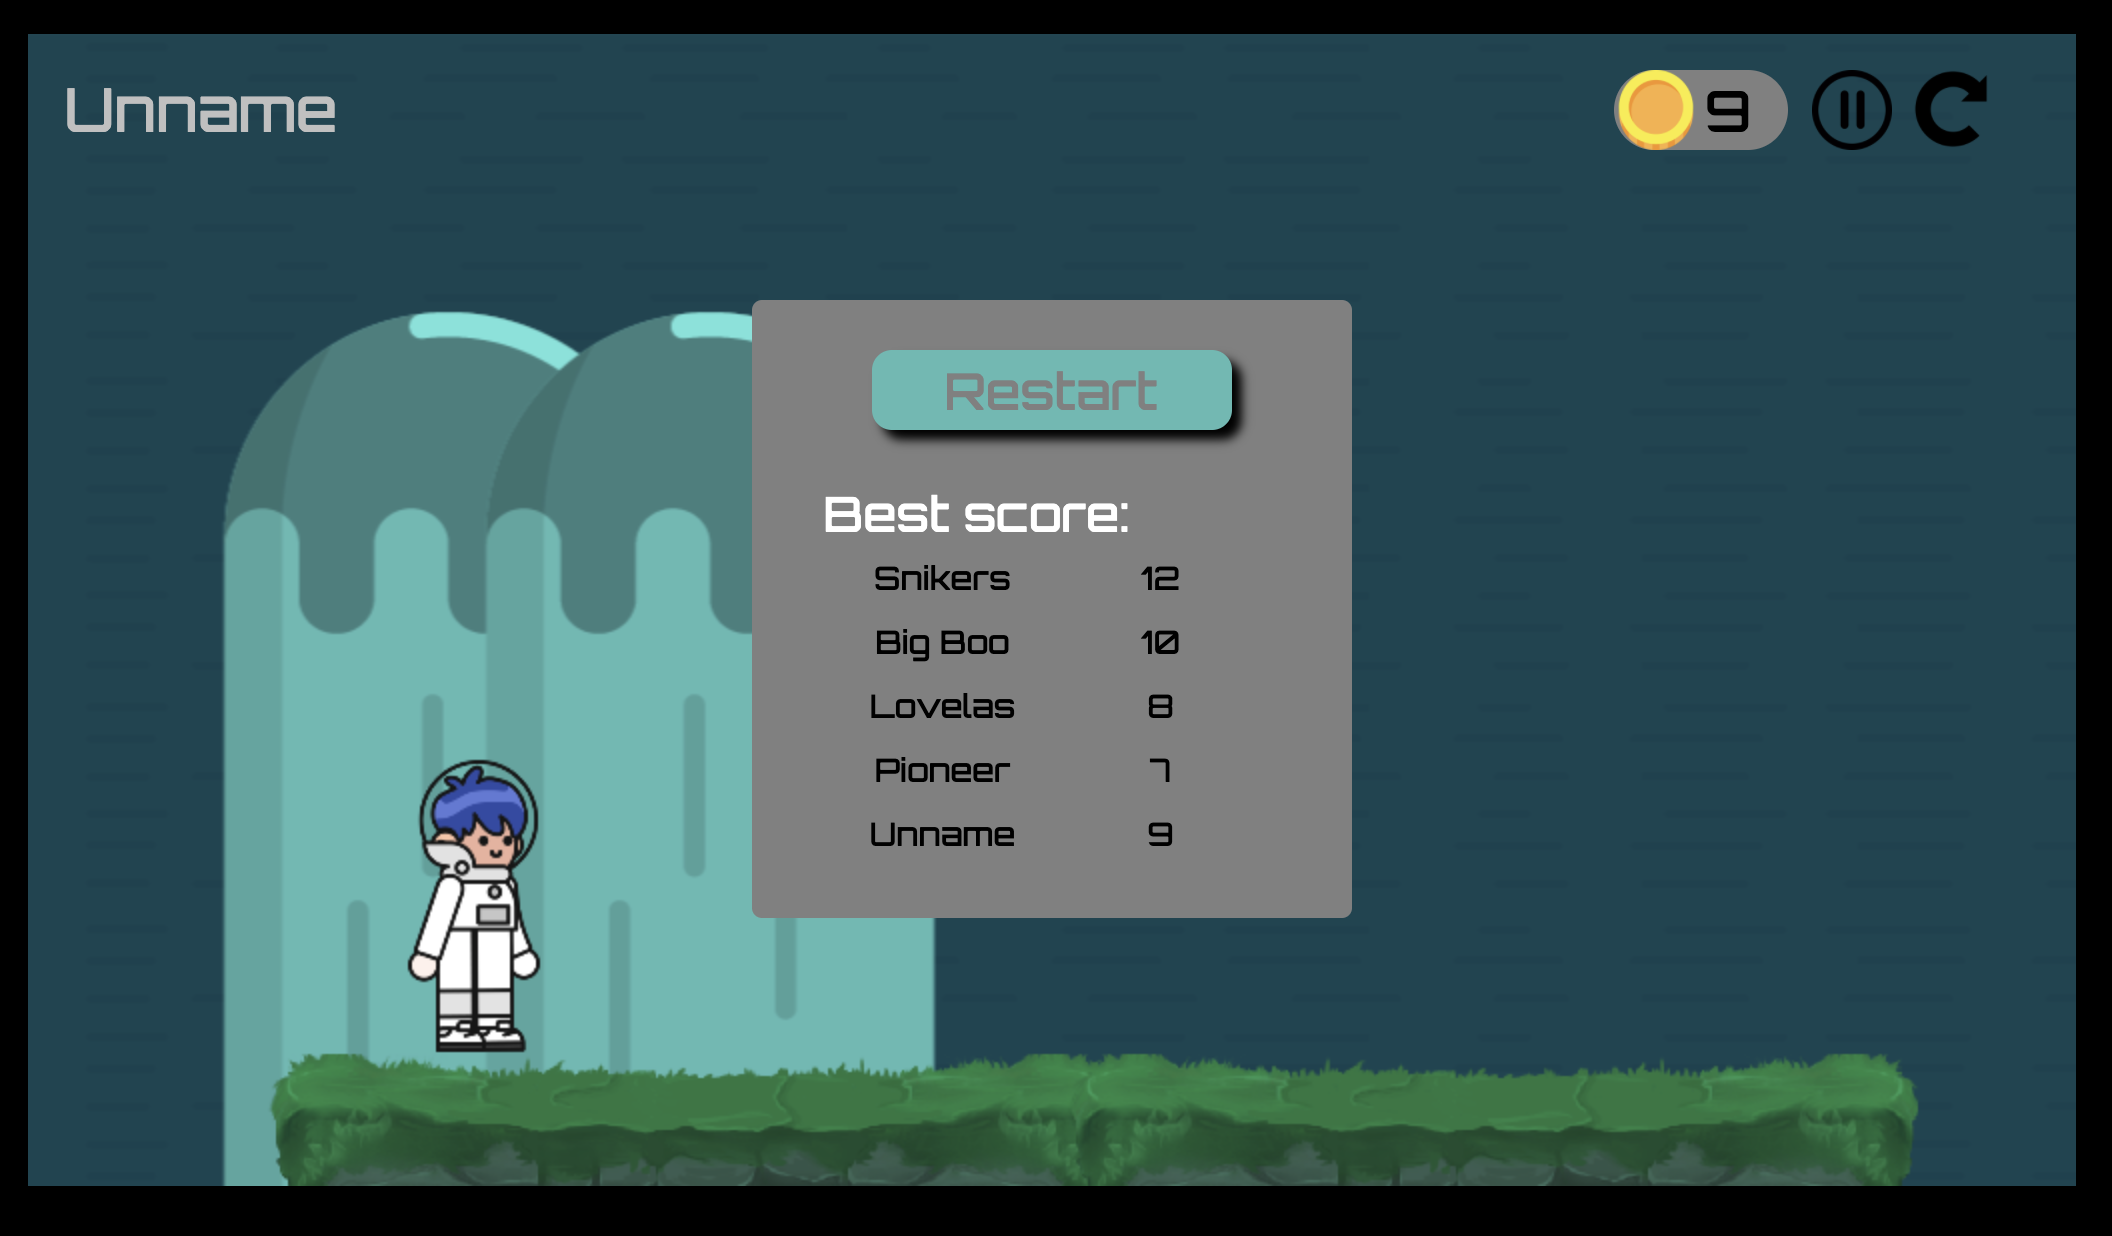 Unname
9
Restart
Best score:
Snikers 12
Big Boo 10
Lovelas 8
Pioneer 7
Unname 9